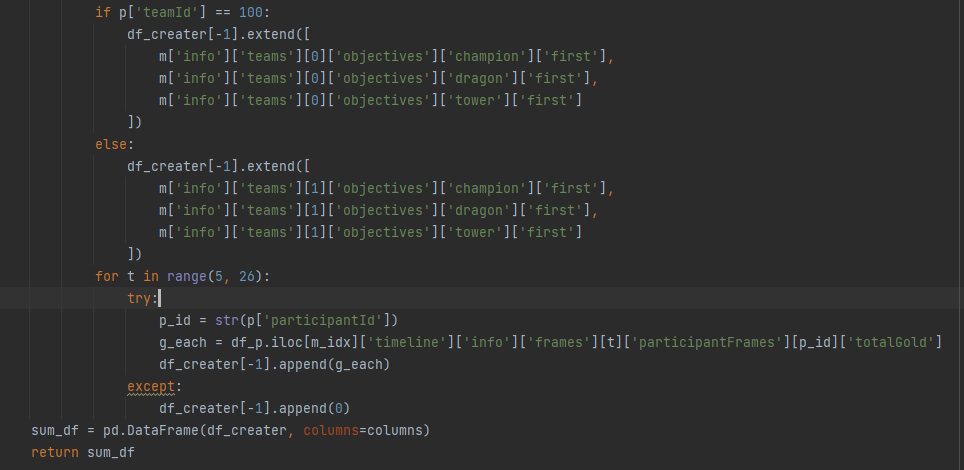 if p['teamId'] == 100:
df_creater[-1].extend([
m['info']['teams'][0]['objectives']['champion']['first'],
m['info']['teams'][0]['objectives']['dragon']['first'],
m['info']['teams'][0]['objectives']['tower']['first']
])
else:
df_creater[-1].extend([
m['info']['teams'][1]['objectives']['champion']['first'],
m['info']['teams'][1]['objectives']['dragon']['first'],
m['info']['teams'][1]['objectives']['tower']['first']
])
for t in range(5, 26):
try:
p_id = str(p['participantId'])
g_each = df_p.iloc[m_idx]['timeline']['info']['frames'][t]['participantFrames'][p_id]['totalGold']
df_creater[-1].append(g_each)
except:
df_creater[-1].append(0)
sum_df = pd.DataFrame(df_creater, columns=columns)
return sum_df